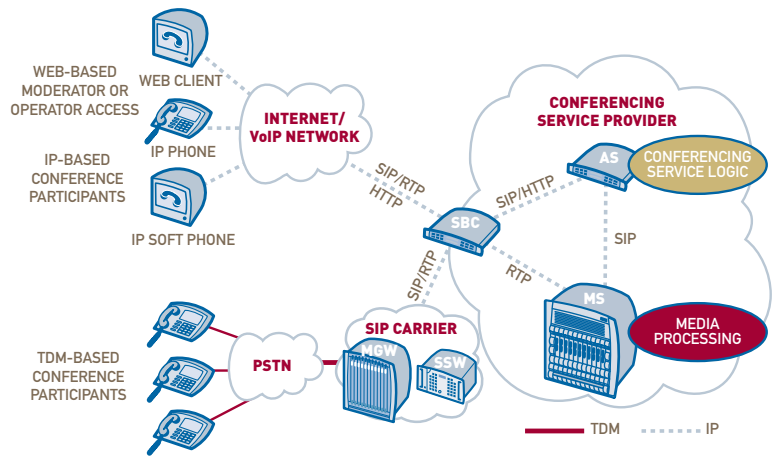 WEB-BASED
MODERATOR OR
OPERATOR ACCESS
WEB CLIENT
IP PHONE
IP-BASED
CONFERENCE
PARTICIPANTS
IP SOFT PHONE
INTERNET/
VoIP NETWORK
SIP/RTP
HTTP
CONFERENCING
SERVICE PROVIDER
AS
CONFERENCING
SERVICE LOGIC
SIP/HTTP
SBC
SIP
RTP
SIP/RTP
MS
MEDIA
PROCESSING
TDM-BASED
CONFERENCE
PARTICIPANTS
PSTN
SIP CARRIER
MGW
SSW
TDM
IP